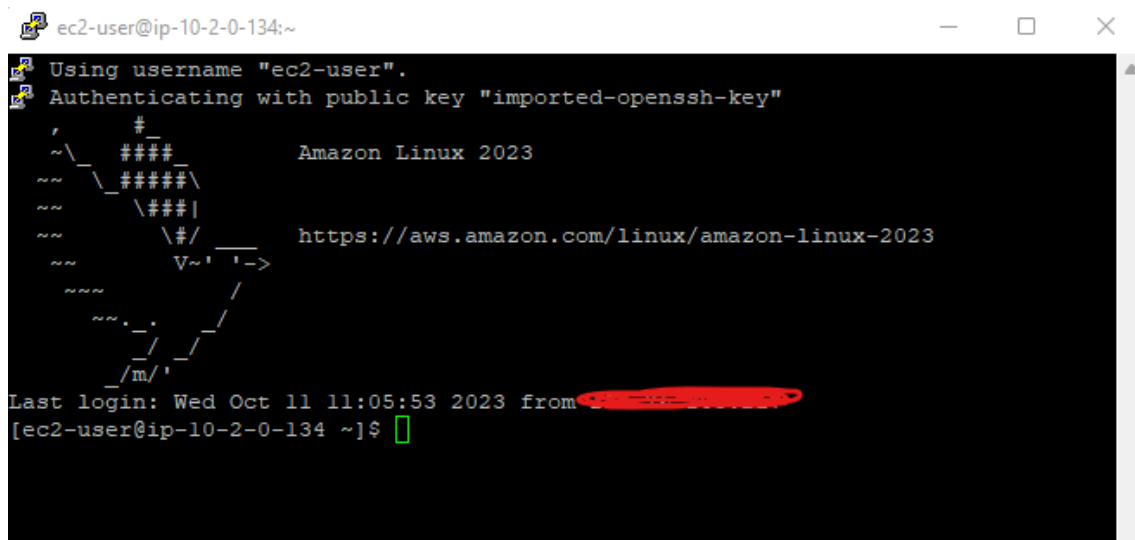 ec2-user@ip-10-2-0-134:~
Using username "ec2-user".
Authenticating with public key "imported-openssh-key"
   ,     #_
   ~\_  ####_        Amazon Linux 2023
  ~~  \_#####\
  ~~     \###|
  ~~       \#/ ___   https://aws.amazon.com/linux/amazon-linux-2023
   ~~       V~' '->
    ~~~         /
      ~~._.   _/
         _/ _/
       _/m/'
Last login: Wed Oct 11 11:05:53 2023 from
[ec2-user@ip-10-2-0-134 ~]$